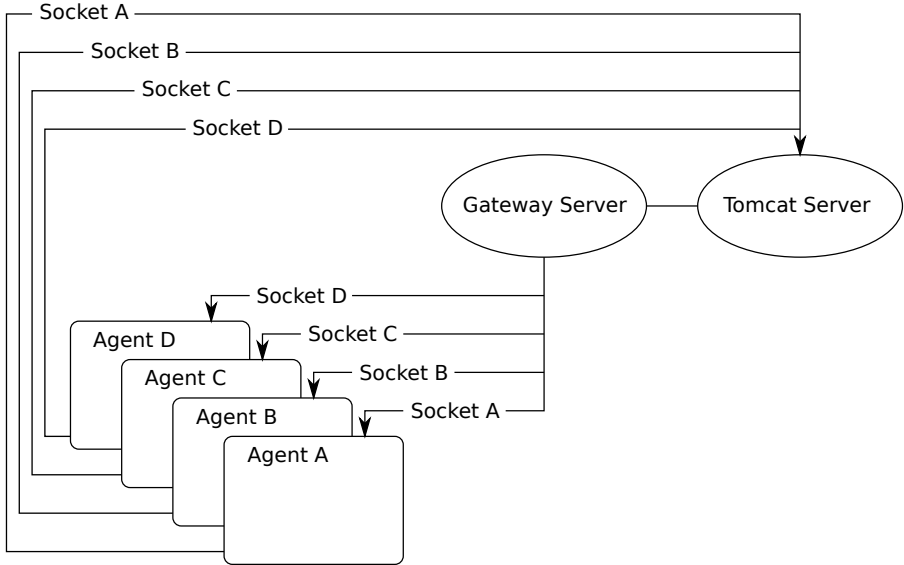 Socket A
Socket B
Socket C
Socket D
Gateway Server
Tomcat Server
Socket D
Socket C
Socket B
Socket A
Agent D
Agent C
Agent B
Agent A